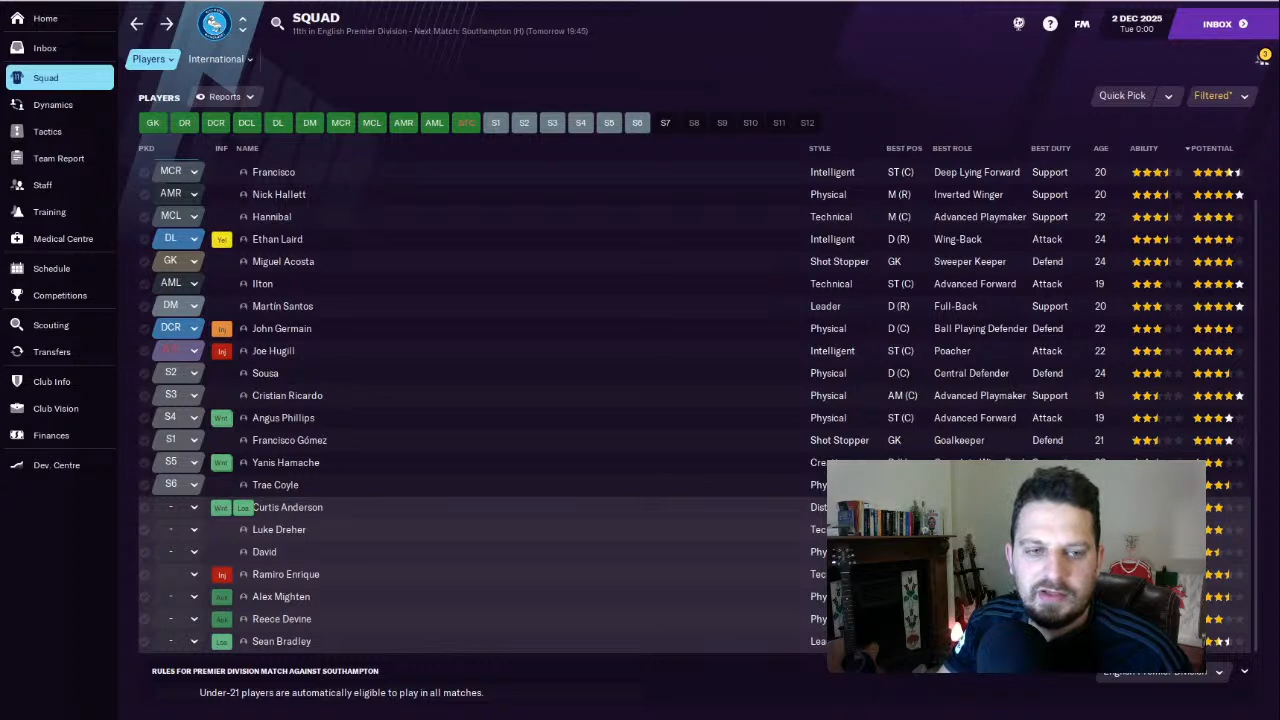 Home
SQUAD
11th in English Premier Division - Next Match: Southampton (H) (Tomorrow 19:45)
FM
2 DEC 2025
Tue 0:00
INBOX
Inbox
Squad
Dynamics
Tactics
Team Report
Staff
Training
Medical Centre
Schedule
Competitions
Scouting
Transfers
Club Info
Club Vision
Finances
Dev. Centre
Players
International
3
PLAYERS
Reports
Quick Pick
Filtered*
GK DR DCR DCL DL DM MCR MCL AMR AML STC S1 S2 S3 S4 S5 S6 S7 S8 S9 S10 S11 S12
PKD INF NAME STYLE BEST POS BEST ROLE BEST DUTY AGE ABILITY POTENTIAL
MCR Francisco Intelligent ST (C) Deep Lying Forward Support 20
AMR Nick Hallett Physical M (R) Inverted Winger Support 20
MCL Hannibal Technical M (C) Advanced Playmaker Support 22
DL Yel Ethan Laird Intelligent D (R) Wing-Back Attack 24
GK Miguel Acosta Shot Stopper GK Sweeper Keeper Defend 24
AML Ilton Technical ST (C) Advanced Forward Attack 19
DM Martín Santos Leader D (R) Full-Back Support 20
DCR Inj John Germain Physical D (C) Ball Playing Defender Defend 22
Inj Joe Hugill Intelligent ST (C) Poacher Attack 22
S2 Sousa Physical D (C) Central Defender Defend 24
S3 Cristian Ricardo Physical AM (C) Advanced Playmaker Support 19
S4 Wnt Angus Phillips Physical ST (C) Advanced Forward Attack 19
S1 Francisco Gómez Shot Stopper GK Goalkeeper Defend 21
S5 Wnt Yanis Hamache
S6 Trae Coyle
- Wnt Loa Curtis Anderson
- Luke Dreher
- David
Inj Ramiro Enrique
- Alex Mighten
- Reece Devine
- Loa Sean Bradley
RULES FOR PREMIER DIVISION MATCH AGAINST SOUTHAMPTON
English Premier Division
Under-21 players are automatically eligible to play in all matches.